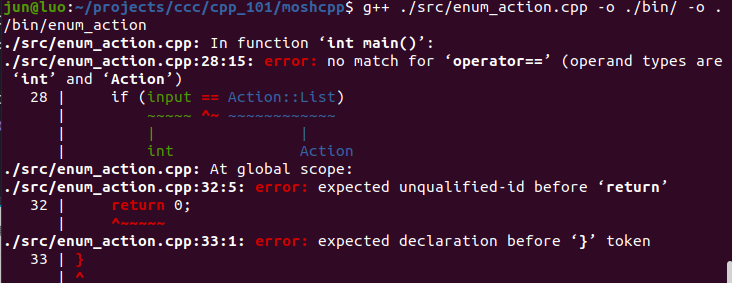 jun@luo:~/projects/ccc/cpp_101/moshcpp$ g++ ./src/enum_action.cpp -o ./bin/ -o .
/bin/enum_action
./src/enum_action.cpp: In function ‘int main()’:
./src/enum_action.cpp:28:15: error: no match for ‘operator==’ (operand types are
 ‘int’ and ‘Action’)
   28 |     if (input == Action::List)
      |         ~~~~~ ^~ ~~~~~~~~~~~~
      |         |                |
      |         int              Action
./src/enum_action.cpp: At global scope:
./src/enum_action.cpp:32:5: error: expected unqualified-id before ‘return’
   32 |     return 0;
      |     ^~~~~~
./src/enum_action.cpp:33:1: error: expected declaration before ‘}’ token
   33 | }
      | ^